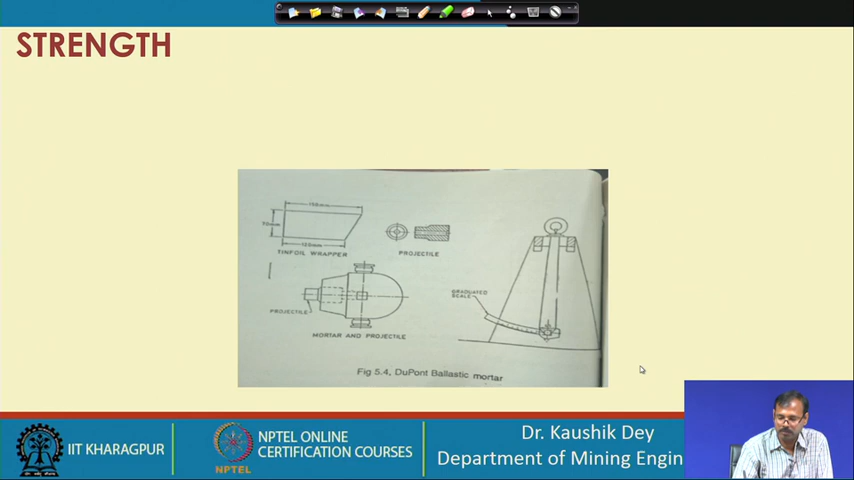 STRENGTH
TINFOIL WRAPPER
PROJECTILE
GRADUATED
SCALE
PROJECTILE
MORTAR AND PROJECTILE
Fig 5.4, DuPont Ballastic mortar
IIT KHARAGPUR
NPTEL
NPTEL ONLINE
CERTIFICATION COURSES
Dr. Kaushik Dey
Department of Mining Engin